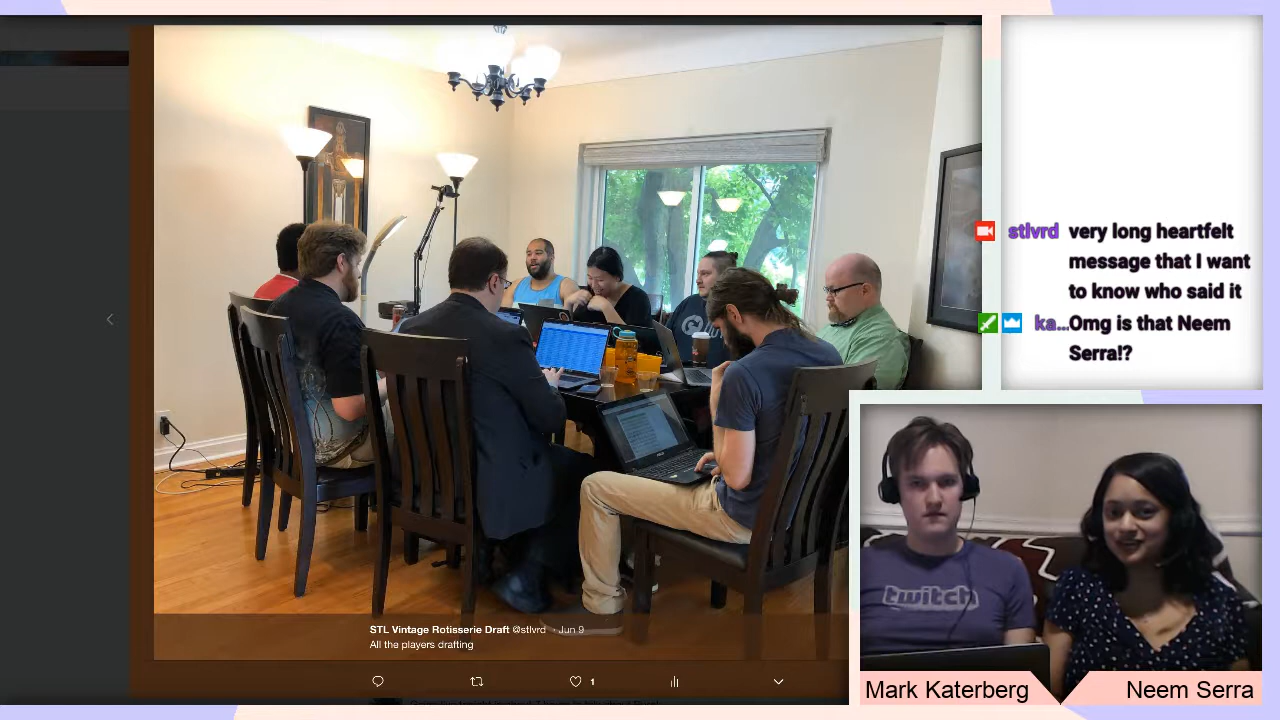 stlvrd very long heartfelt
message that I want
to know who said it
ka...Omg is that Neem
Serra!?
twitch
STL Vintage Rotisserie Draft @stlvrd · Jun 9
All the players drafting
1
Mark Katerberg
Neem Serra